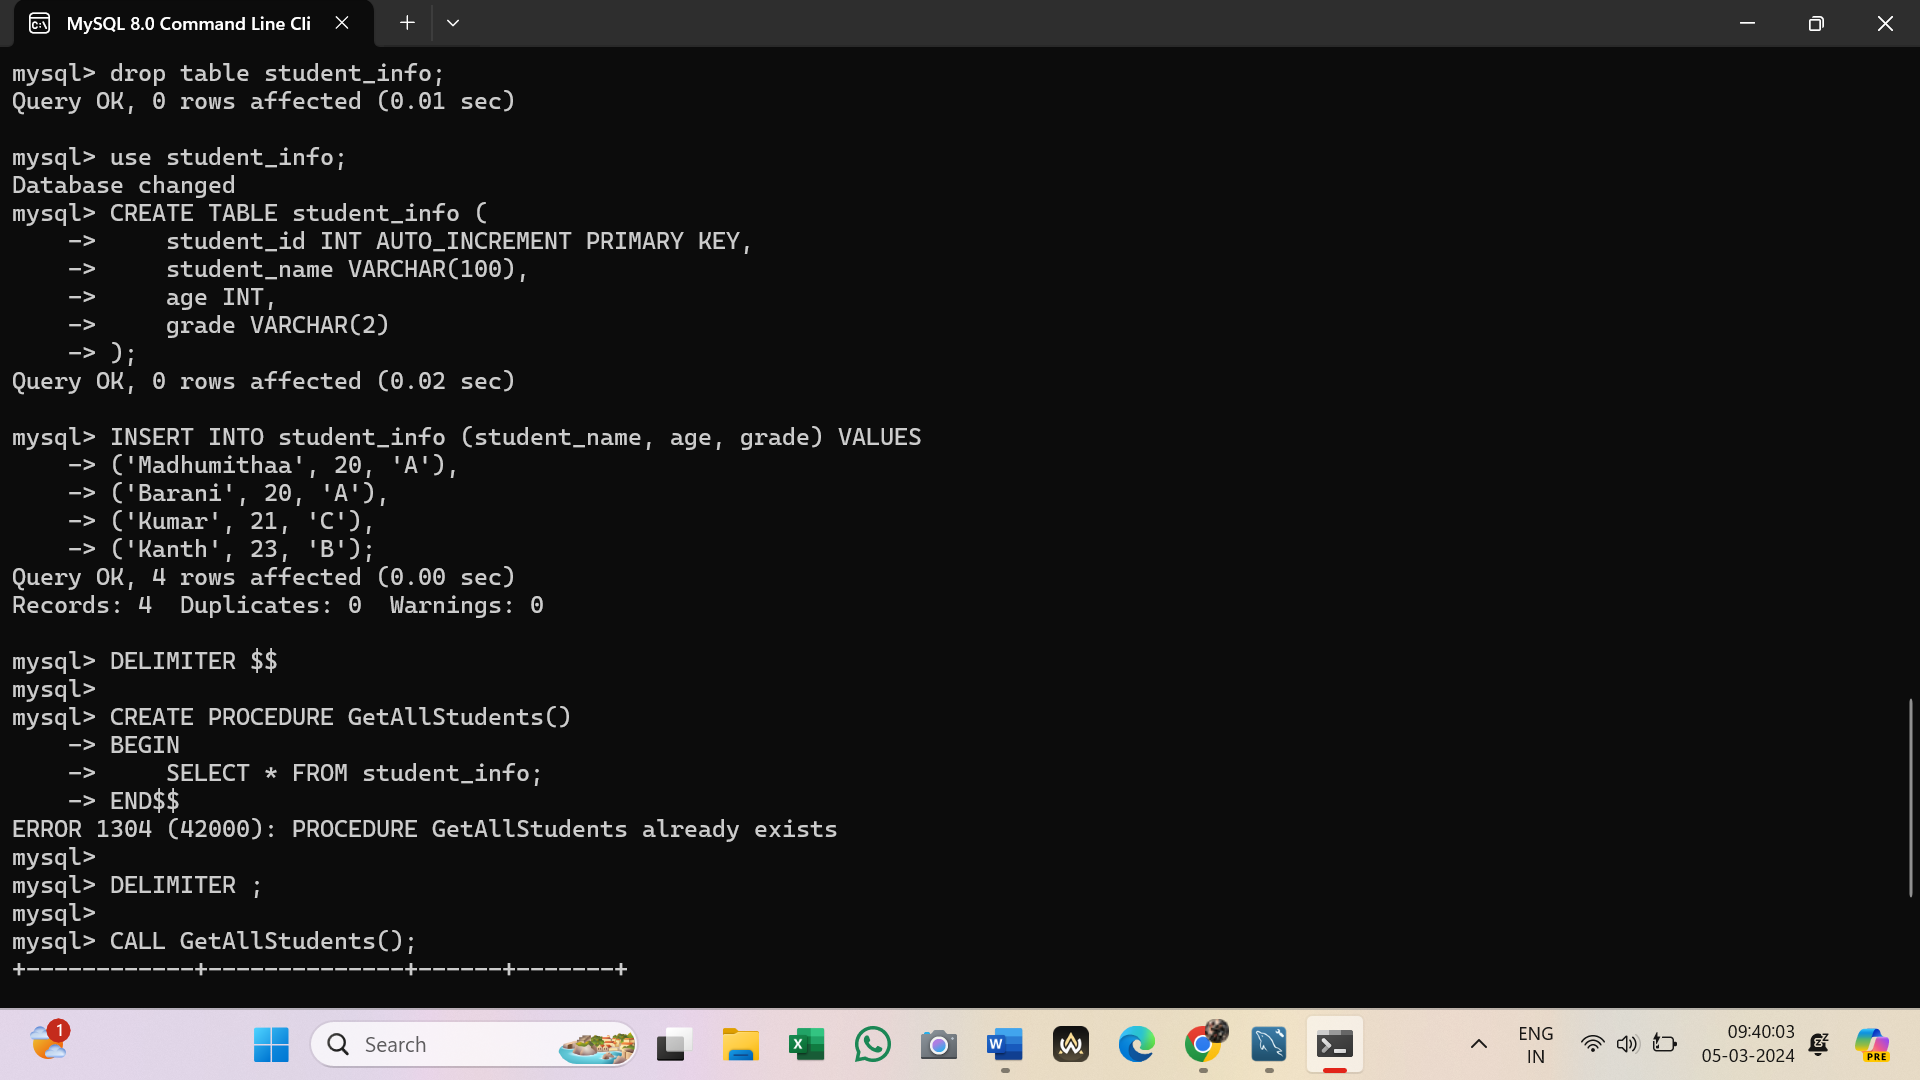 MySQL 8.0 Command Line Cli
mysql> drop table student_info;
Query OK, 0 rows affected (0.01 sec)
mysql> use student_info;
Database changed
mysql> CREATE TABLE student_info (
    ->     student_id INT AUTO_INCREMENT PRIMARY KEY,
    ->     student_name VARCHAR(100),
    ->     age INT,
    ->     grade VARCHAR(2)
    -> );
Query OK, 0 rows affected (0.02 sec)
mysql> INSERT INTO student_info (student_name, age, grade) VALUES
    -> ('Madhumithaa', 20, 'A'),
    -> ('Barani', 20, 'A'),
    -> ('Kumar', 21, 'C'),
    -> ('Kanth', 23, 'B');
Query OK, 4 rows affected (0.00 sec)
Records: 4  Duplicates: 0  Warnings: 0
mysql> DELIMITER $$
mysql>
mysql> CREATE PROCEDURE GetAllStudents()
    -> BEGIN
    ->     SELECT * FROM student_info;
    -> END$$
ERROR 1304 (42000): PROCEDURE GetAllStudents already exists
mysql>
mysql> DELIMITER ;
mysql>
mysql> CALL GetAllStudents();
+------------+--------------+------+-------+
1
Search
ENG
IN
09:40:03
05-03-2024
PRE